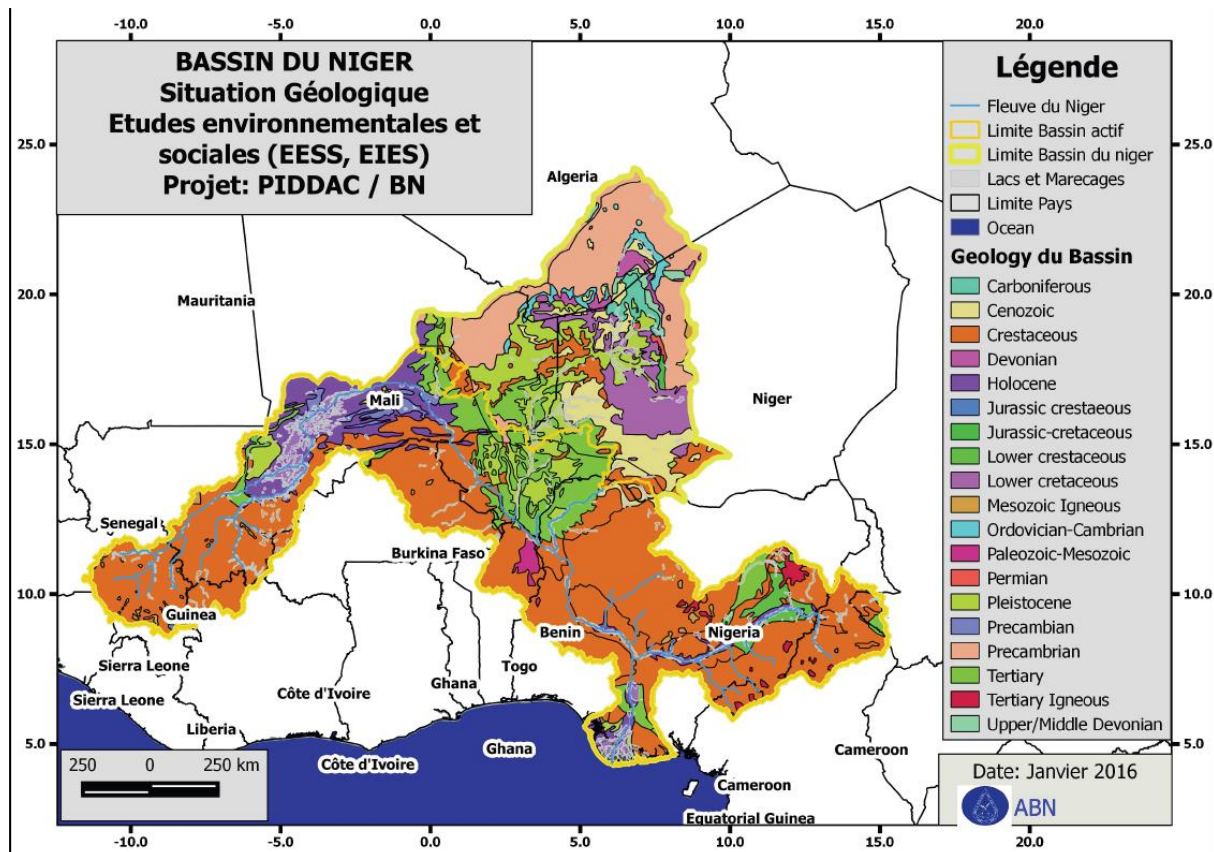 -10.0 -5.0 0.0 5.0 10.0 15.0 20.0
BASSIN DU NIGER
Situation Géologique
Etudes environnementales et
sociales (EESS, EIES)
Projet: PIDDAC / BN
25.0
20.0
15.0
10.0
5.0
Algeria
Mauritania
Mali
Niger
Senegal
Burkina Faso
Guinea
Benin
Nigeria
Sierra Leone
Togo
Côte d'Ivoire
Ghana
Sierra Leone
Liberia
Ghana
Cameroon
Côte d'Ivoire
Cameroon
Equatorial Guinea
250 0 250 km
Légende
Fleuve du Niger
Limite Bassin actif
Limite Bassin du niger
Lacs et Marecages
Limite Pays
Ocean
Geology du Bassin
Carboniferous
Cenozoic
Crestaceous
Devonian
Holocene
Jurassic crestaeous
Jurassic-cretaceous
Lower crestaceous
Lower cretaceous
Mesozoic Igneous
Ordovician-Cambrian
Paleozoic-Mesozoic
Permian
Pleistocene
Precambian
Precambrian
Tertiary
Tertiary Igneous
Upper/Middle Devonian
25.0
20.0
15.0
10.0
5.0
Date: Janvier 2016
ABN
-10.0 -5.0 0.0 5.0 10.0 15.0 20.0